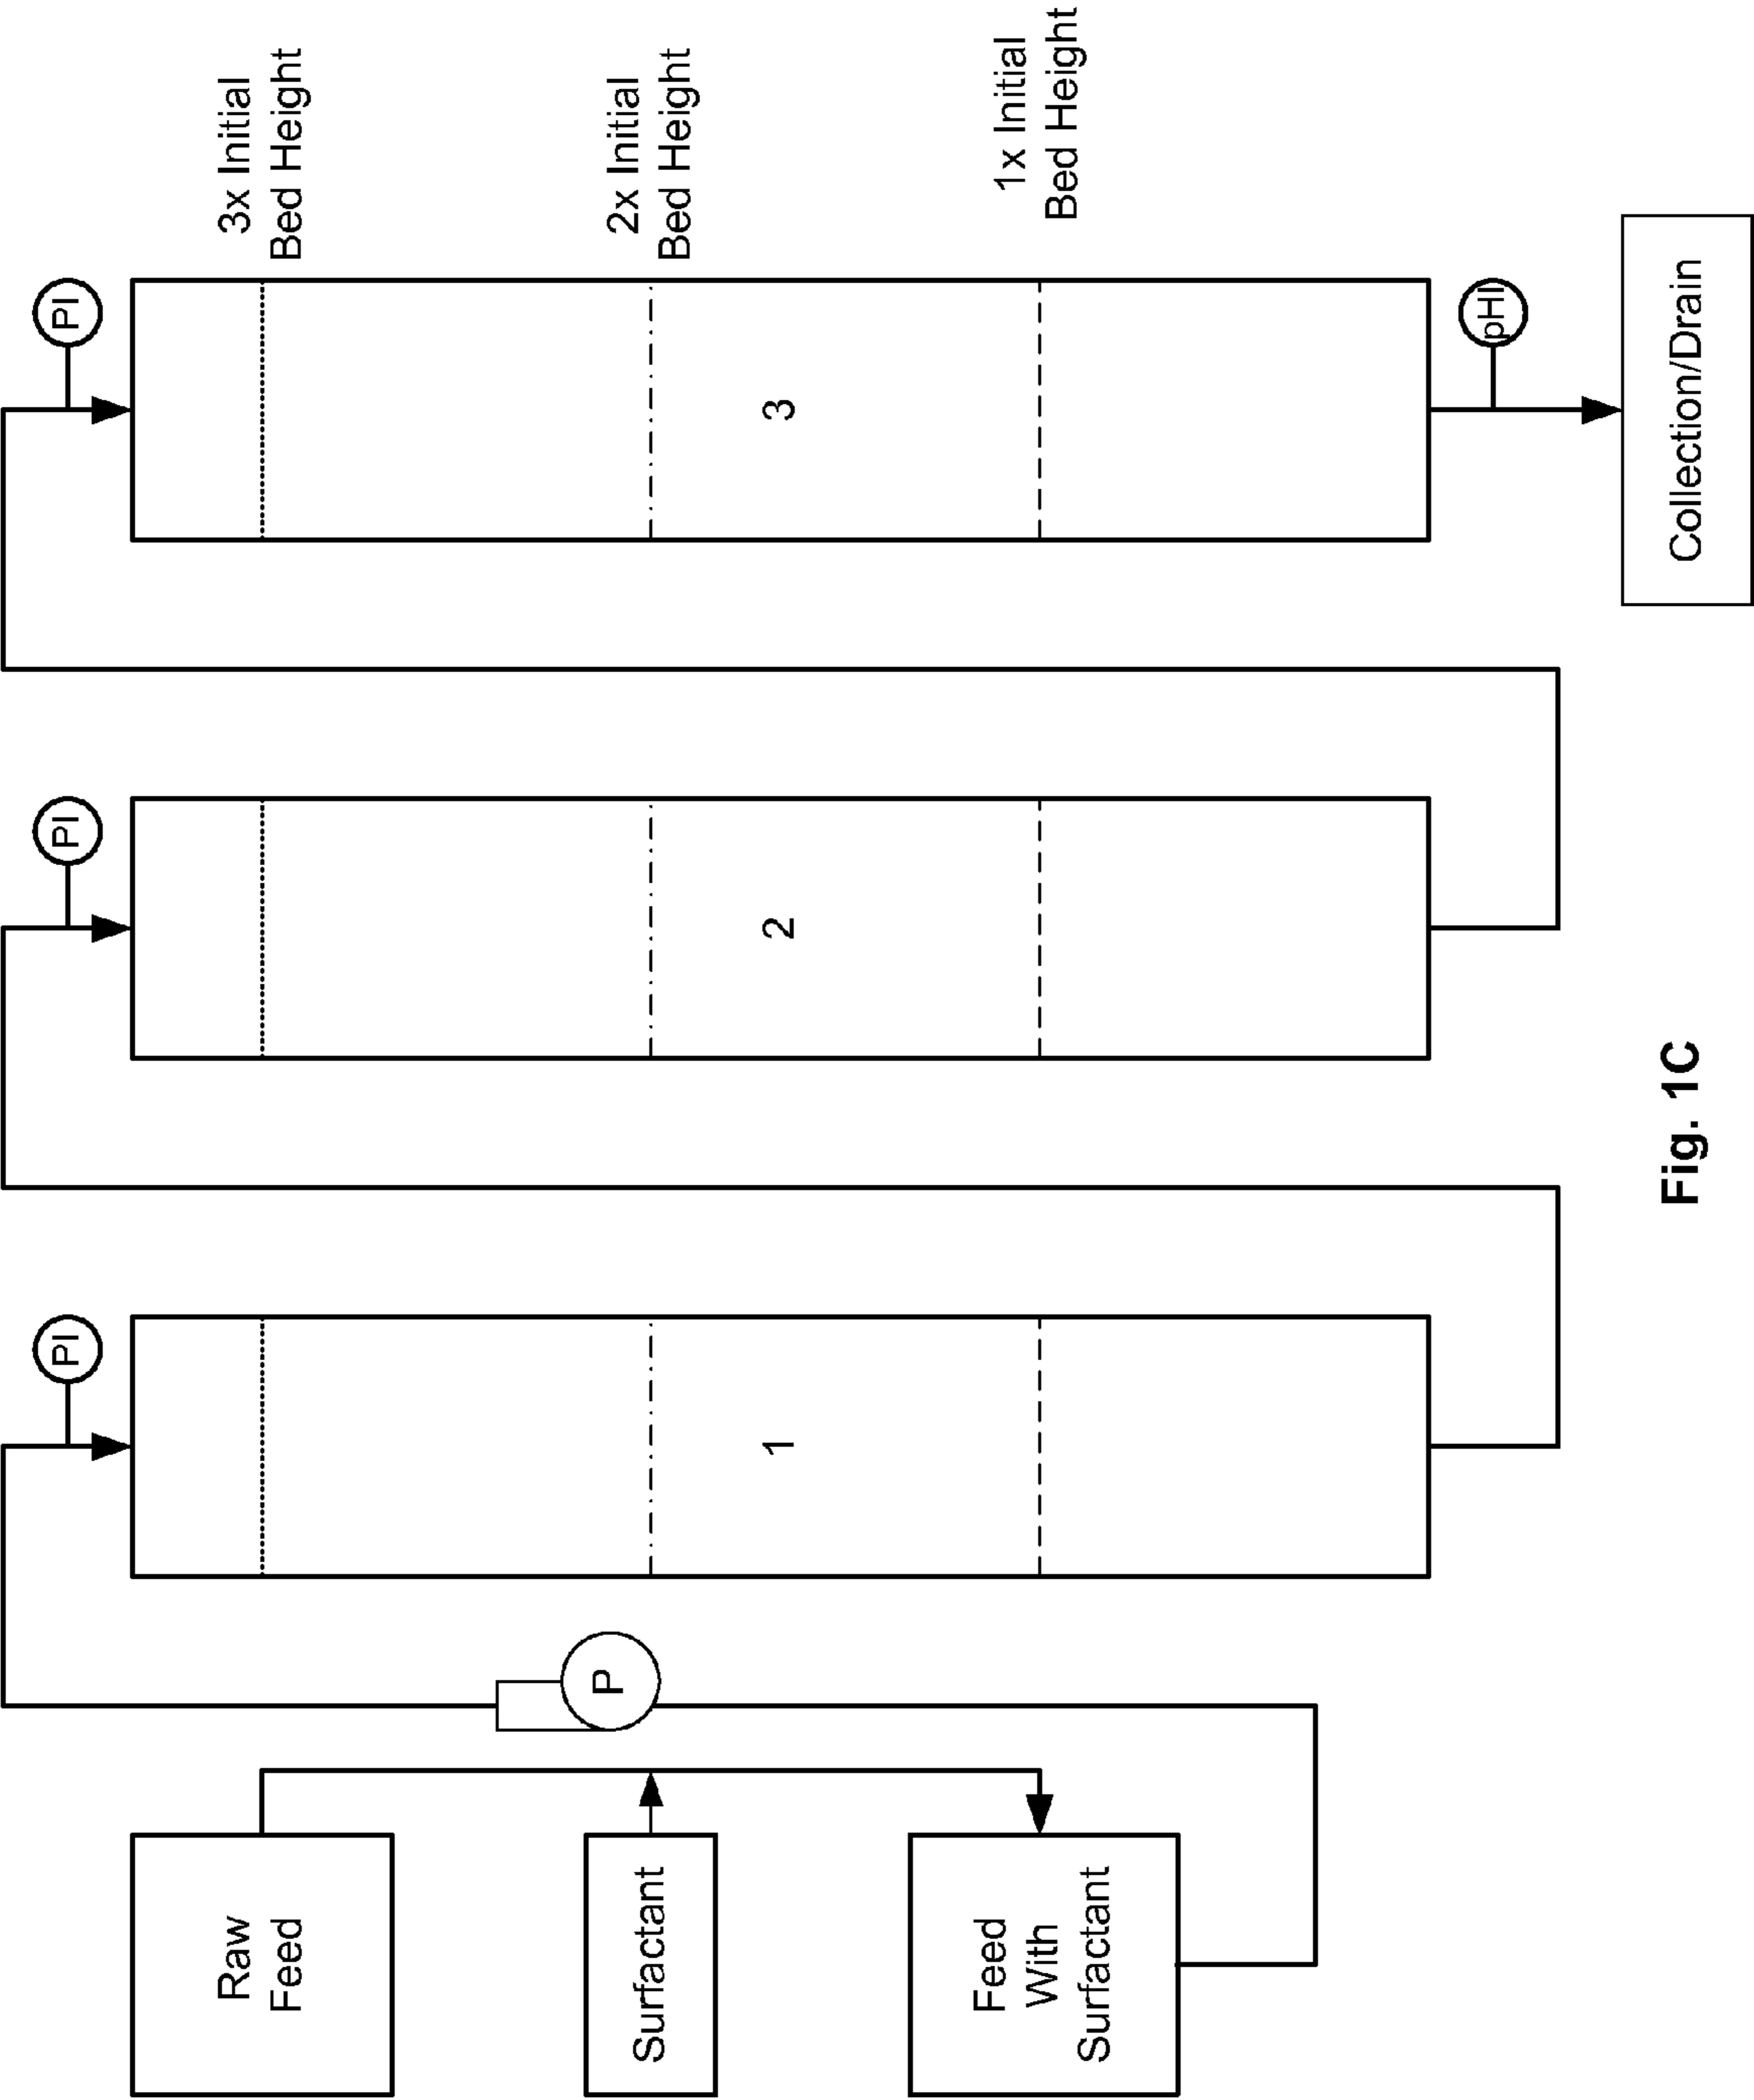 Raw
Feed
Surfactant
Feed
With
Surfactant
P
PI
1
PI
2
PI
3
3x Initial
Bed Height
2x Initial
Bed Height
1x Initial
Bed Height
pHI
Collection/Drain
Fig. 1C